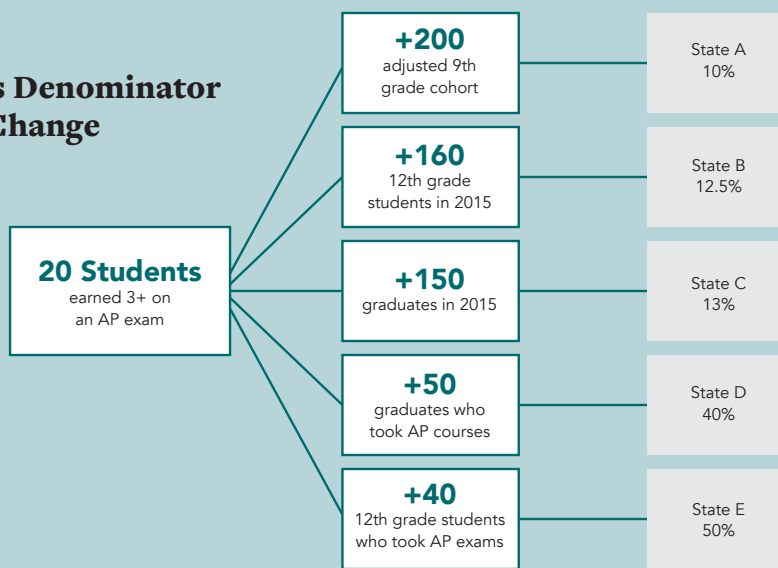 Denominator
Change
20 Students
earned 3+ on
an AP exam
+200
adjusted 9th
grade cohort
State A
10%
+160
12th grade
students in 2015
State B
12.5%
+150
graduates in 2015
State C
13%
+50
graduates who
took AP courses
State D
40%
+40
12th grade students
who took AP exams
State E
50%